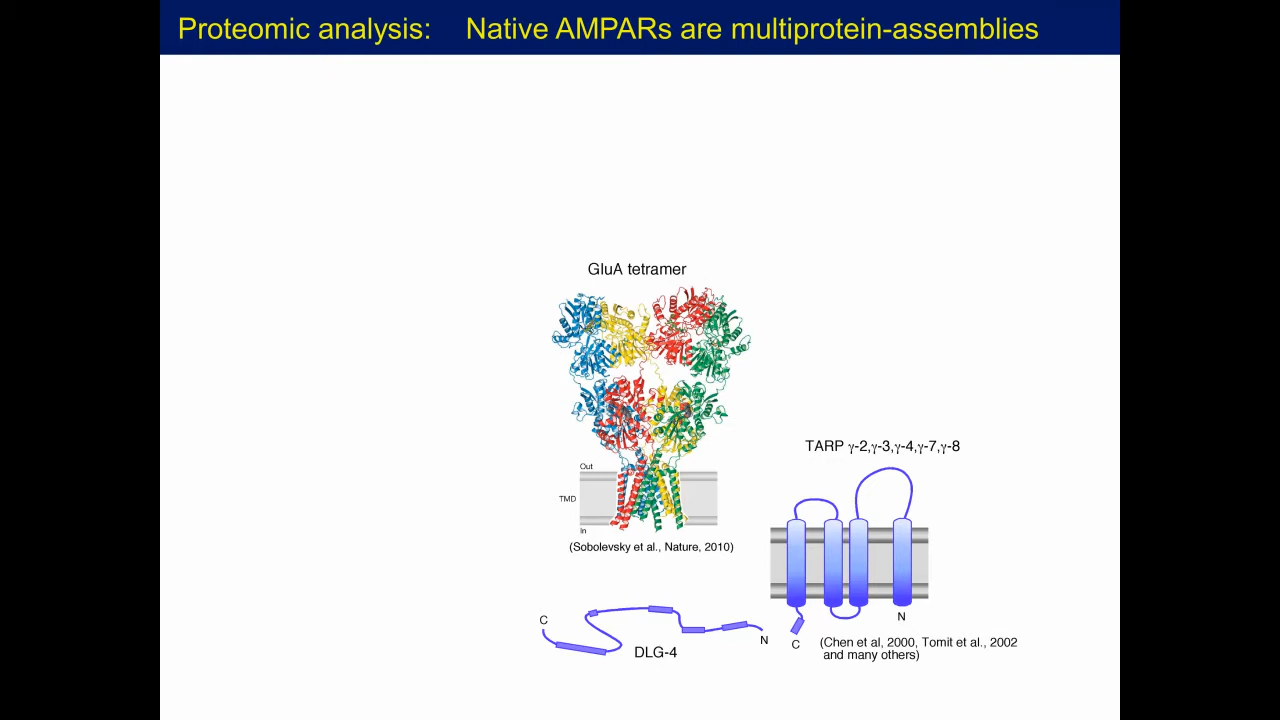 Proteomic analysis: Native AMPARs are multiprotein-assemblies
GluA tetramer
TARP γ-2,γ-3,γ-4,γ-7,γ-8
Out
TMD
In
(Sobolevsky et al., Nature, 2010)
C
N
DLG-4
N
C
(Chen et al, 2000, Tomit et al., 2002
and many others)